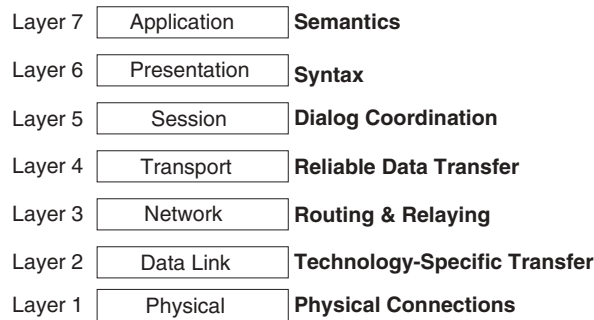 Layer 7 Application Semantics
Layer 6 Presentation Syntax
Layer 5 Session Dialog Coordination
Layer 4 Transport Reliable Data Transfer
Layer 3 Network Routing & Relaying
Layer 2 Data Link Technology-Specific Transfer
Layer 1 Physical Physical Connections